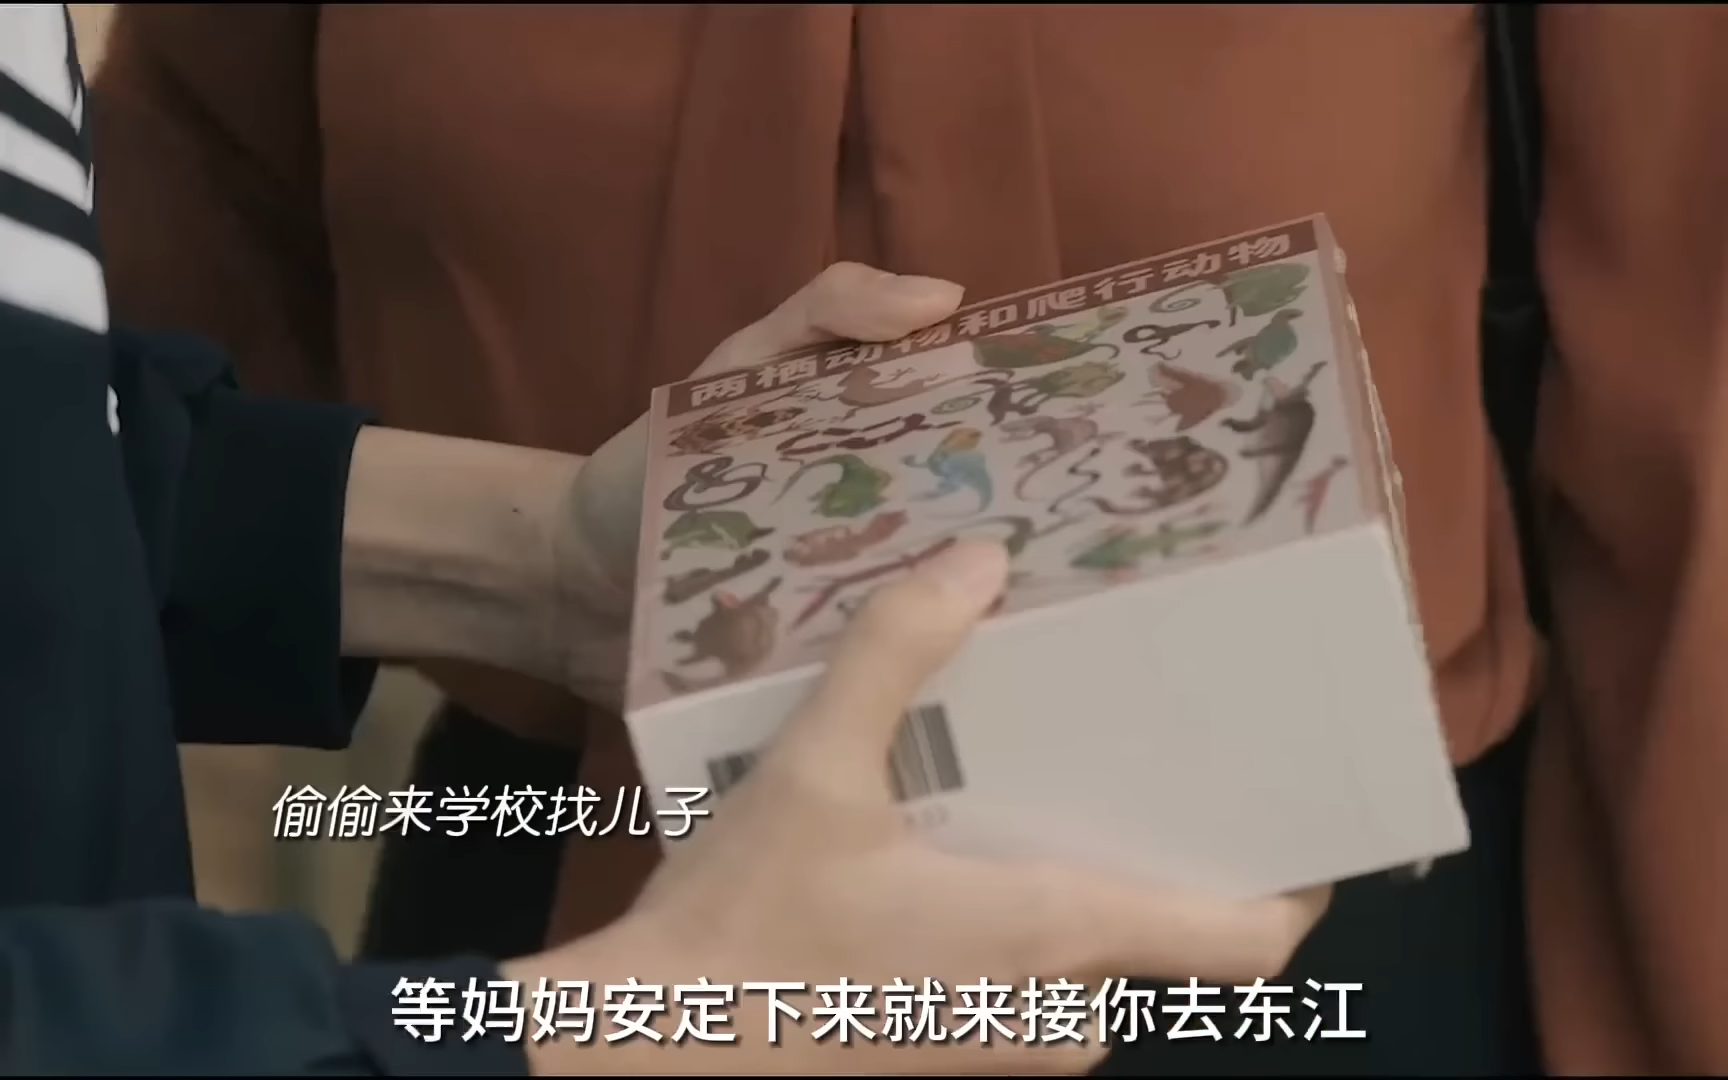 两栖动物和爬行动物
偷偷来学校找儿子
等妈妈安定下来就来接你去东江